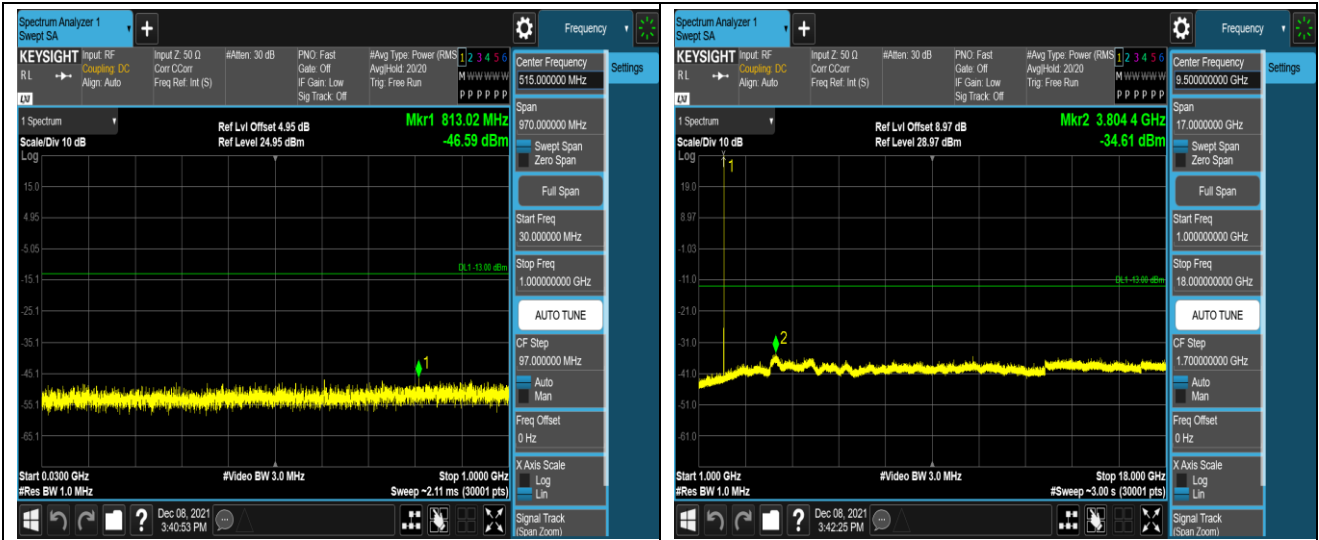 Spectrum Analyzer 1
Swept SA
+
Frequency
KEYSIGHT
RL
LXI
Input: RF
Coupling: DC
Align: Auto
Input Z: 50 Ω
Corr CCorr
Freq Ref: Int (S)
#Atten: 30 dB
PNO: Fast
Gate: Off
IF Gain: Low
Sig Track: Off
#Avg Type: Power (RMS
Avg|Hold: 20/20
Trig: Free Run
1 2 3 4 5 6
M W W W W W
P P P P P P
Center Frequency
515.000000 MHz
Settings
1 Spectrum
Scale/Div 10 dB
Log
Ref Lvl Offset 4.95 dB
Ref Level 24.95 dBm
Mkr1 813.02 MHz
-46.59 dBm
Span
970.000000 MHz
Swept Span
Zero Span
Full Span
15.0
4.95
-5.05
-15.1
-25.1
-35.1
-45.1
-55.1
-65.1
DL1 -13.00 dBm
1
Start Freq
30.000000 MHz
Stop Freq
1.000000000 GHz
AUTO TUNE
CF Step
97.000000 MHz
Auto
Man
Freq Offset
0 Hz
X Axis Scale
Log
Lin
Signal Track
(Span Zoom)
Start 0.0300 GHz
#Res BW 1.0 MHz
#Video BW 3.0 MHz
Stop 1.0000 GHz
Sweep ~2.11 ms (30001 pts)
?
Dec 08, 2021
3:40:53 PM
Spectrum Analyzer 1
Swept SA
+
Frequency
KEYSIGHT
RL
LXI
Input: RF
Coupling: DC
Align: Auto
Input Z: 50 Ω
Corr CCorr
Freq Ref: Int (S)
#Atten: 30 dB
PNO: Fast
Gate: Off
IF Gain: Low
Sig Track: Off
#Avg Type: Power (RMS
Avg|Hold: 20/20
Trig: Free Run
1 2 3 4 5 6
M W W W W W
P P P P P P
Center Frequency
9.500000000 GHz
Settings
1 Spectrum
Scale/Div 10 dB
Log
Ref Lvl Offset 8.97 dB
Ref Level 28.97 dBm
Mkr2 3.804 4 GHz
-34.61 dBm
Span
17.0000000 GHz
Swept Span
Zero Span
Full Span
19.0
8.97
-1.03
-11.0
-21.0
-31.0
-41.0
-51.0
-61.0
DL1 -13.00 dBm
1
2
Start Freq
1.000000000 GHz
Stop Freq
18.000000000 GHz
AUTO TUNE
CF Step
1.700000000 GHz
Auto
Man
Freq Offset
0 Hz
X Axis Scale
Log
Lin
Signal Track
(Span Zoom)
Start 1.000 GHz
#Res BW 1.0 MHz
#Video BW 3.0 MHz
Stop 18.000 GHz
#Sweep ~3.00 s (30001 pts)
?
Dec 08, 2021
3:42:25 PM